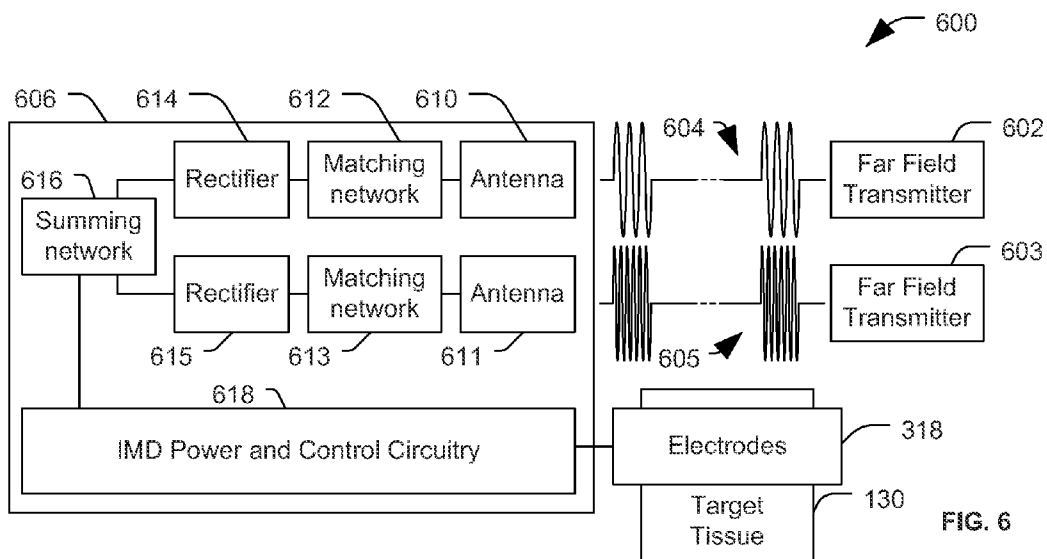 600
606
614
612
610
604
602
616
Rectifier
Matching
network
Antenna
Far Field
Transmitter
Summing
network
603
Rectifier
Matching
network
Antenna
Far Field
Transmitter
615
613
611
605
618
IMD Power and Control Circuitry
Electrodes
318
Target
Tissue
130
FIG. 6